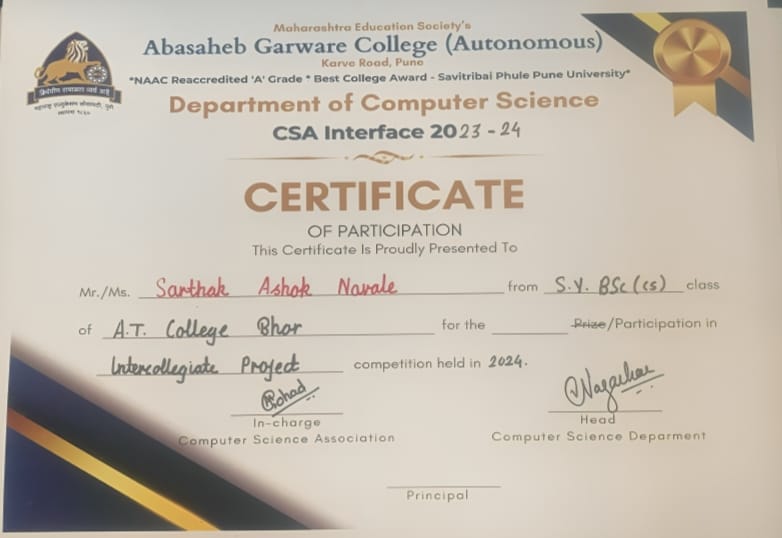 Maharashtra Education Society's
Abasaheb Garware College (Autonomous)
Karve Road, Pune
*NAAC Reaccredited 'A' Grade * Best College Award - Savitribai Phule Pune University*
Department of Computer Science
CSA Interface 2023-24
CERTIFICATE
OF PARTICIPATION
This Certificate Is Proudly Presented To
Mr./Ms. Sarthak Ashok Navale from S.Y. BSc (cs) class
of A.T. College Bhor for the Prize/Participation in
Intercollegiate Project competition held in 2024.
In-charge
Computer Science Association
Head
Computer Science Deparment
Principal